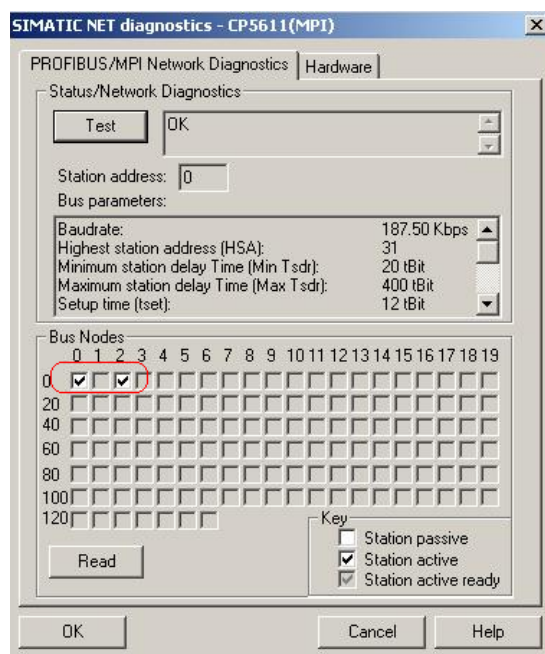 SIMATIC NET diagnostics - CP5611(MPI)
PROFIBUS/MPI Network Diagnostics
Hardware
Status/Network Diagnostics
Test
OK
Station address: 0
Bus parameters:
Baudrate: 187.50 Kbps
Highest station address (HSA): 31
Minimum station delay Time (Min Tsdr): 20 tBit
Maximum station delay Time (Max Tsdr): 400 tBit
Setup time (tset): 12 tBit
Bus Nodes
0 1 2 3 4 5 6 7 8 9 10 11 12 13 14 15 16 17 18 19
0
20
40
60
80
100
120
Key
Station passive
Station active
Station active ready
Read
OK
Cancel
Help